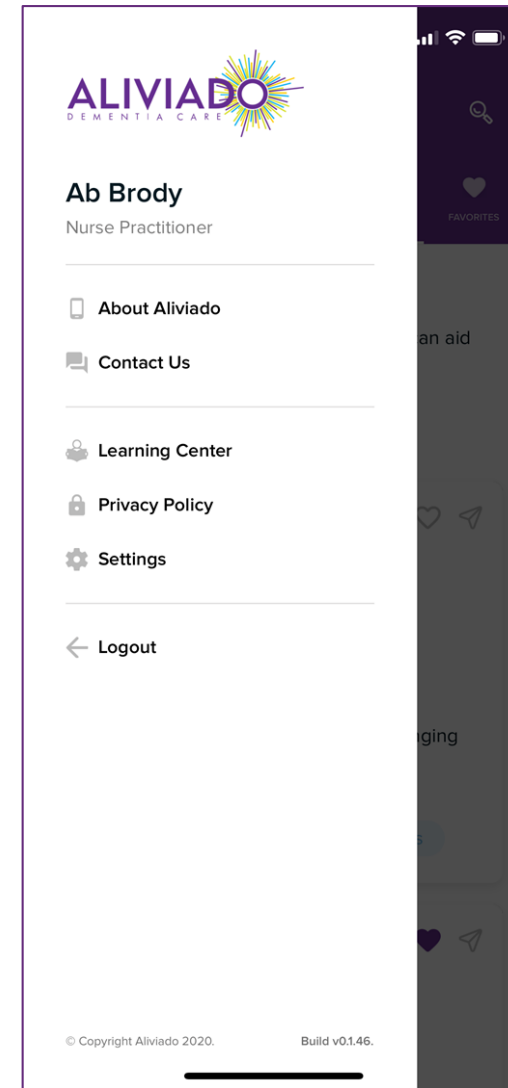 ALIVIADO
DEMENTIA CARE
Ab Brody
Nurse Practitioner
FAVORITES
About Aliviado
an aid
Contact Us
Learning Center
Privacy Policy
Settings
Logout
nging
s
© Copyright Aliviado 2020.
Build v0.1.46.